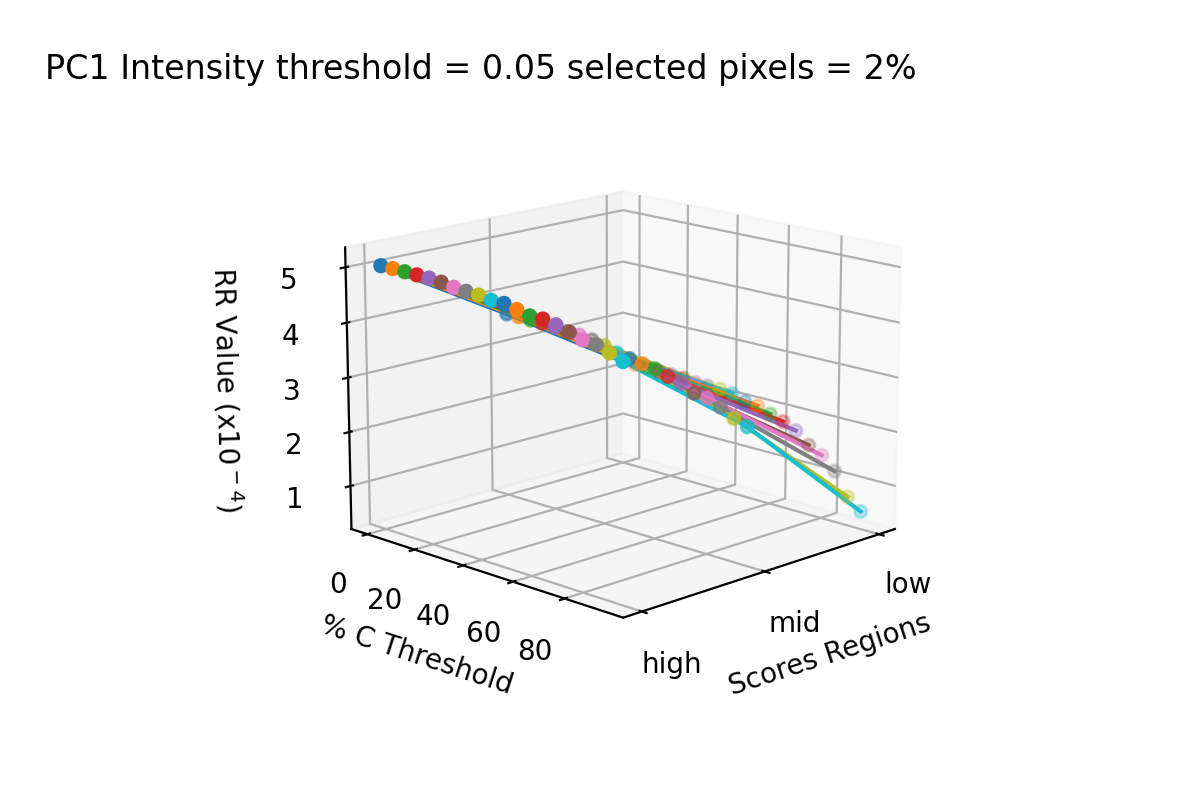 PC1 Intensity threshold = 0.05 selected pixels = 2%
RR Value (x10⁻⁴)
5
4
3
2
1
0
20
40
60
80
% C Threshold
high
mid
low
Scores Regions